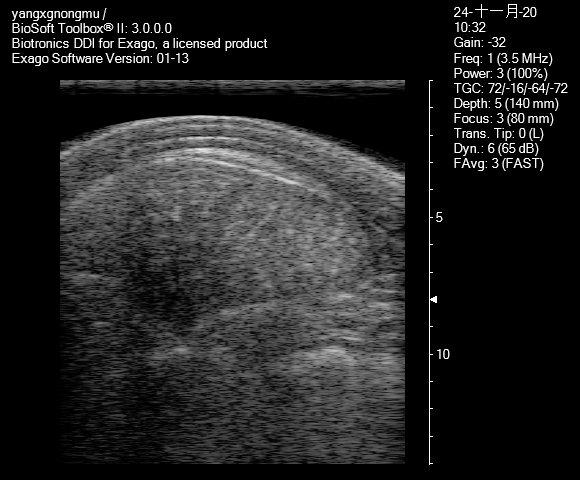 yangxgnongmu /
BioSoft Toolbox® II: 3.0.0.0
Biotronics DDI for Exago, a licensed product
Exago Software Version: 01-13
24-十一月-20
10:32
Gain: -32
Freq: 1 (3.5 MHz)
Power: 3 (100%)
TGC: 72/-16/-64/-72
Depth: 5 (140 mm)
Focus: 3 (80 mm)
Trans. Tip: 0 (L)
Dyn.: 6 (65 dB)
FAvg: 3 (FAST)
5
10